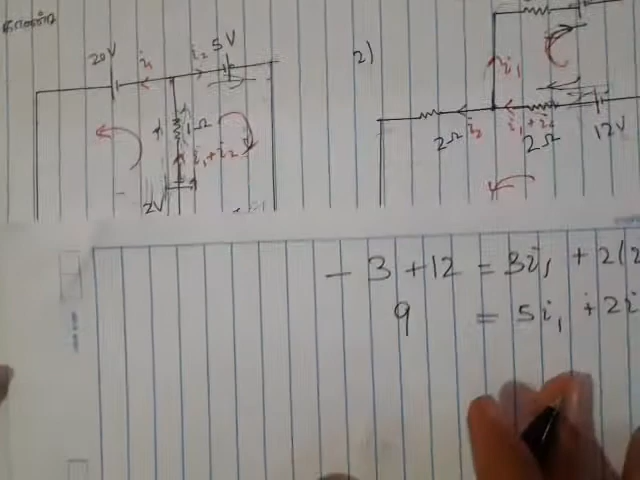 20V
i₁
i₂
5V
1Ω
i₁+i₂
2V
2)
i₁
i₂
2Ω
2Ω
12V
- 3 + 12 = 3i₁ + 2(
9 = 5i₁ + 2i